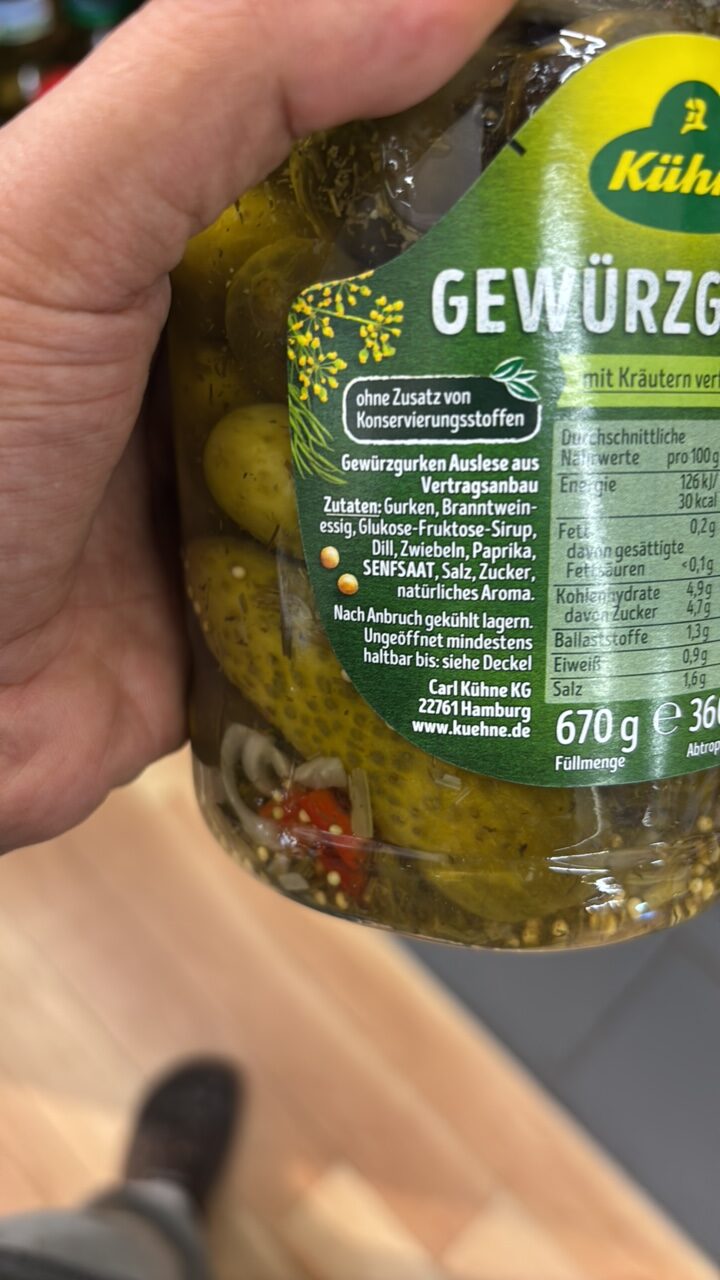 Küh
GEWÜRZG
mit Kräutern verf
ohne Zusatz von
Konservierungsstoffen
Gewürzgurken Auslese aus
Vertragsanbau
Zutaten: Gurken, Branntwein-
essig, Glukose-Fruktose-Sirup,
Dill, Zwiebeln, Paprika,
SENFSAAT, Salz, Zucker,
natürliches Aroma.
Nach Anbruch gekühlt lagern.
Ungeöffnet mindestens
haltbar bis: siehe Deckel
Carl Kühne KG
22761 Hamburg
www.kuehne.de
Durchschnittliche
Nährwerte pro 100 g
Energie 126 kJ/
30 kcal
Fett 0,2 g
davon gesättigte
Fettsäuren <0,1 g
Kohlenhydrate 4,9 g
davon Zucker 4,7 g
Ballaststoffe 1,3 g
Eiweiß 0,9 g
Salz 1,6 g
670 g ℮ 36
Füllmenge Abtrop